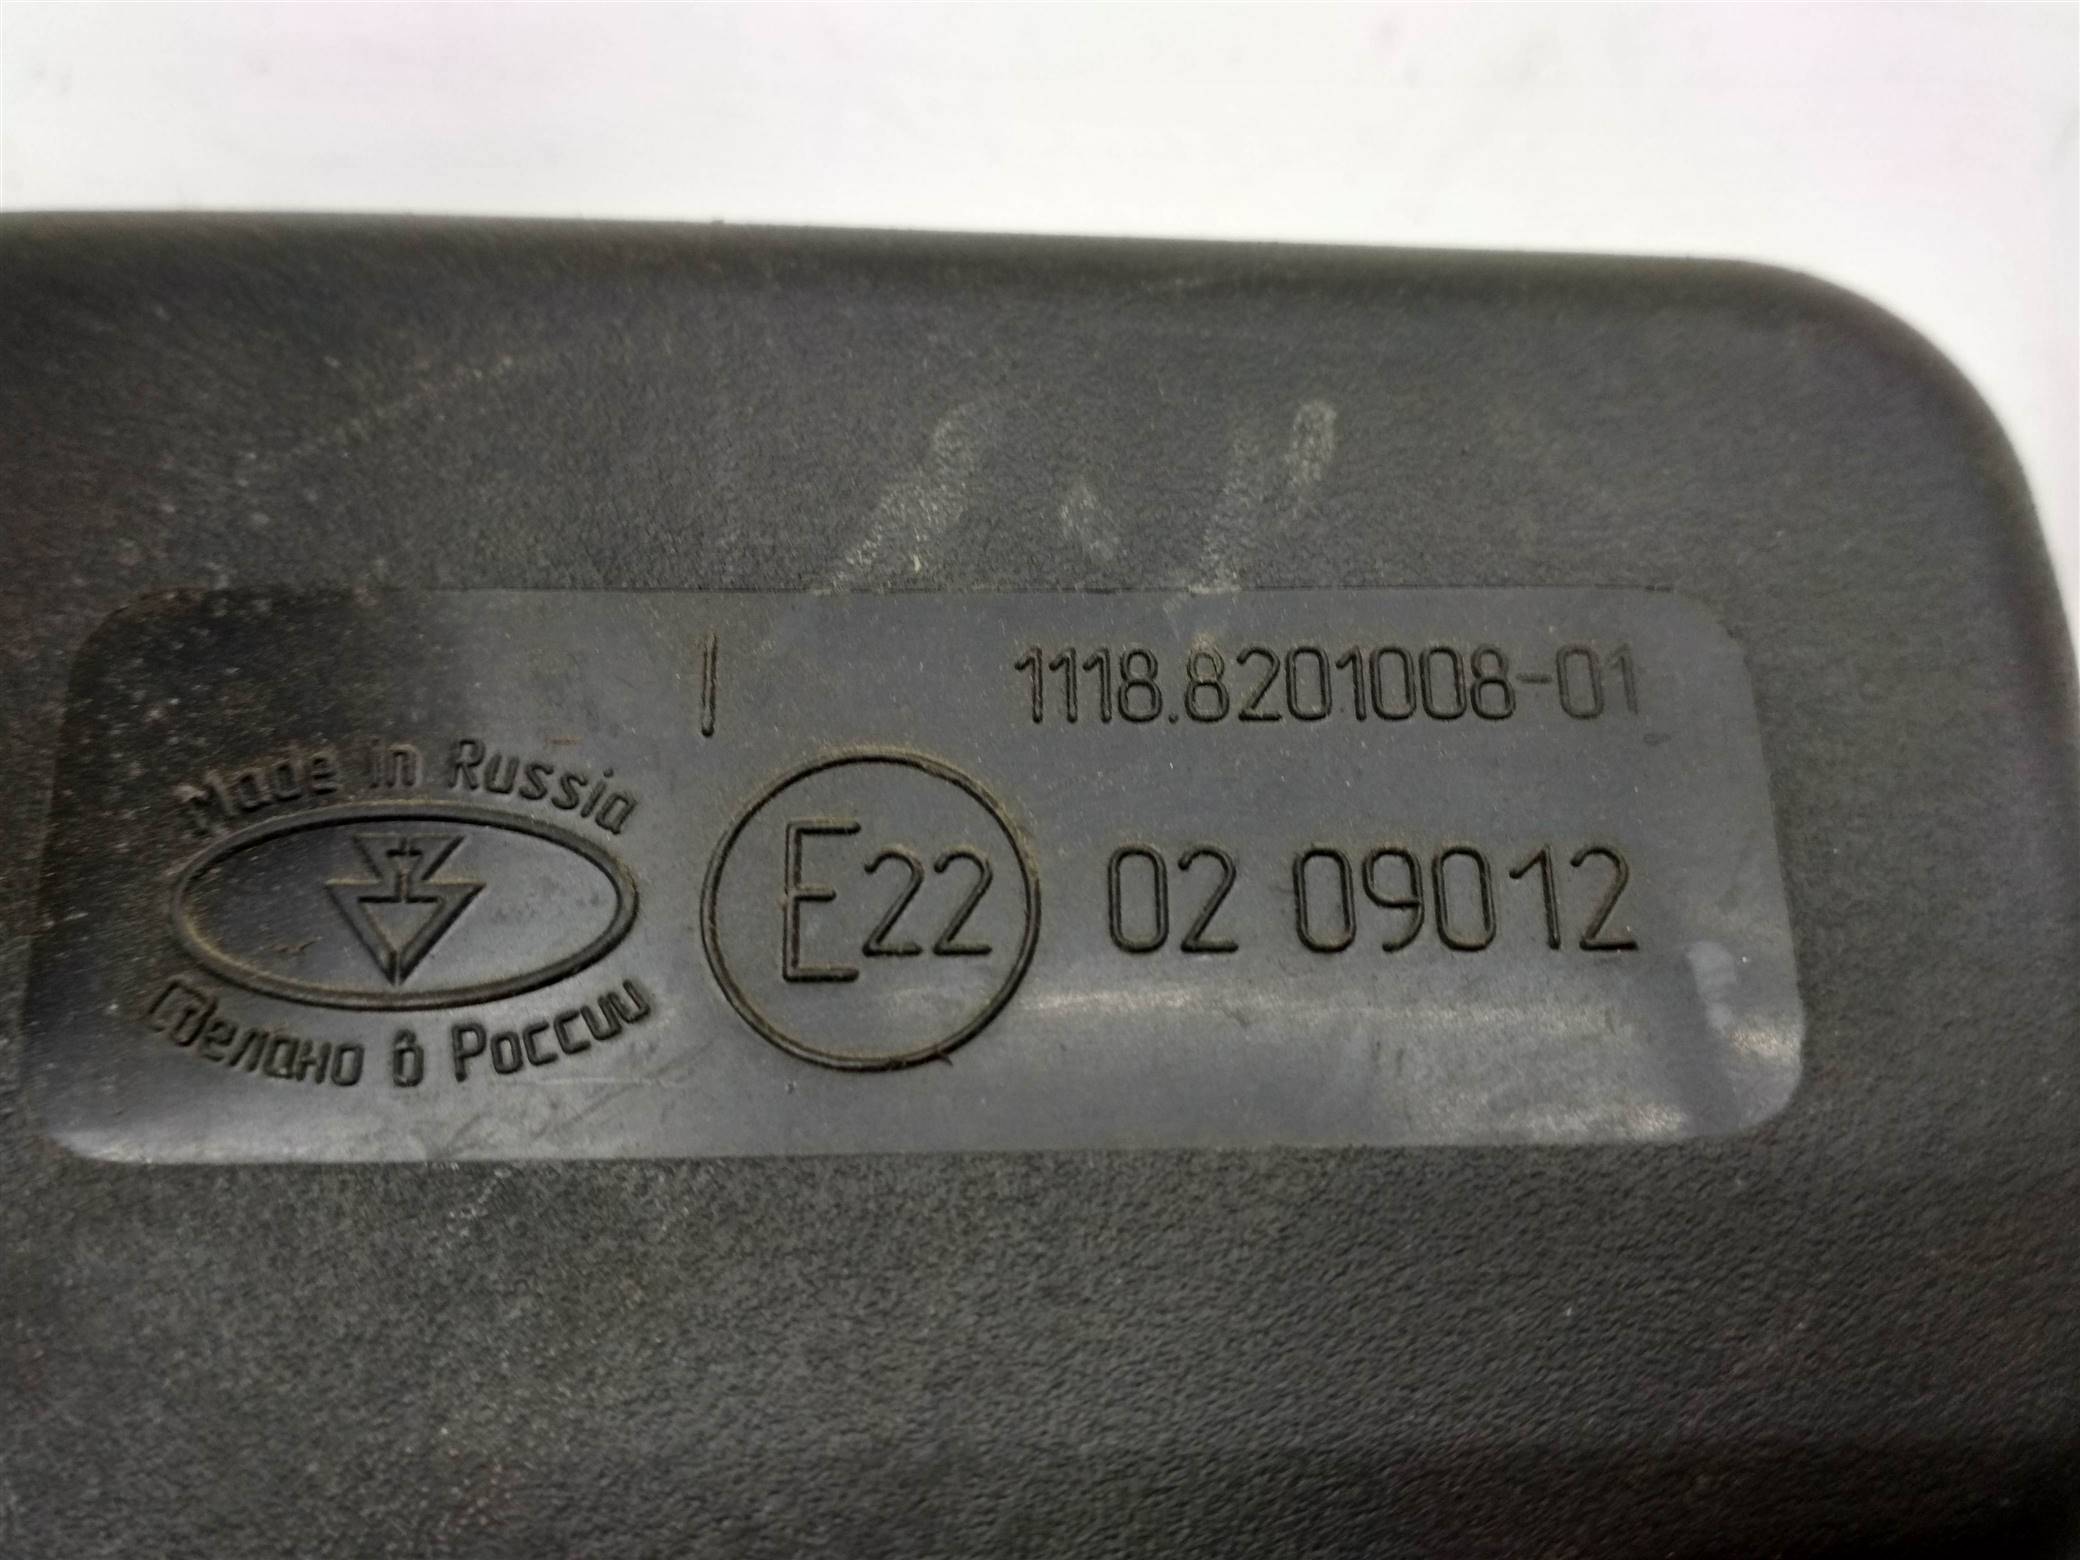 I 1118.8201008-01
Made in Russia
E22 02 09012
Сделано в России